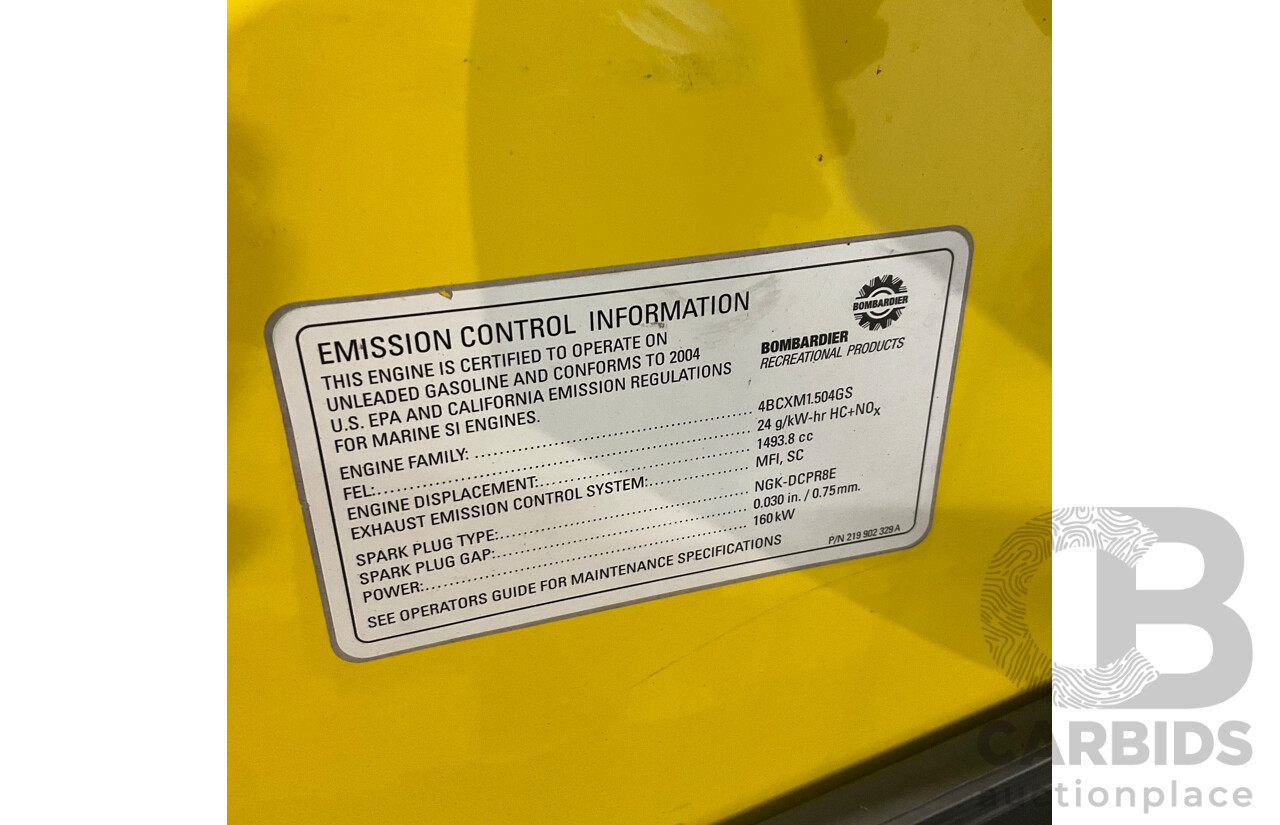 EMISSION CONTROL INFORMATION
THIS ENGINE IS CERTIFIED TO OPERATE ON
UNLEADED GASOLINE AND CONFORMS TO 2004
U.S. EPA AND CALIFORNIA EMISSION REGULATIONS
FOR MARINE SI ENGINES.
BOMBARDIER
BOMBARDIER
RECREATIONAL PRODUCTS
ENGINE FAMILY: 4BCXM1.504GS
FEL: 24 g/kW-hr HC+NOx
ENGINE DISPLACEMENT: 1493.8 cc
EXHAUST EMISSION CONTROL SYSTEM: MFI, SC
SPARK PLUG TYPE: NGK-DCPR8E
SPARK PLUG GAP: 0.030 in. / 0.75mm.
POWER: 160kW
SEE OPERATORS GUIDE FOR MAINTENANCE SPECIFICATIONS
P/N 219 902 329 A
CB
CARBIDS
auctionplace